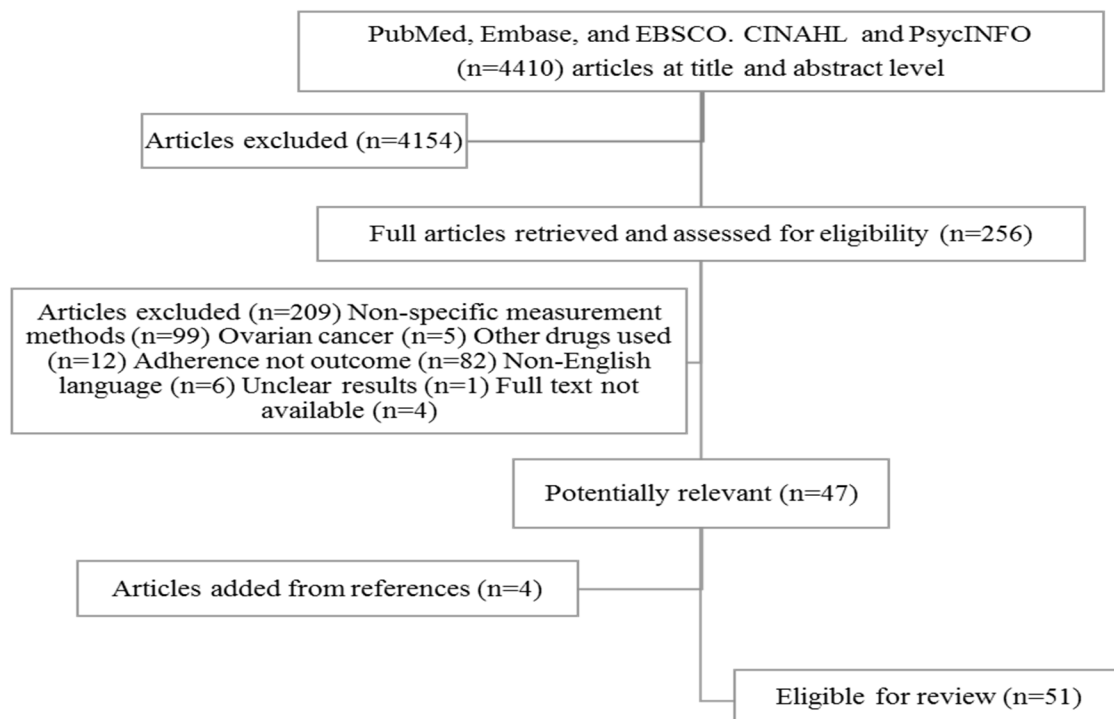 PubMed, Embase, and EBSCO. CINAHL and PsycINFO
(n=4410) articles at title and abstract level
Articles excluded (n=4154)
Full articles retrieved and assessed for eligibility (n=256)
Articles excluded (n=209) Non-specific measurement
methods (n=99) Ovarian cancer (n=5) Other drugs used
(n=12) Adherence not outcome (n=82) Non-English
language (n=6) Unclear results (n=1) Full text not
available (n=4)
Potentially relevant (n=47)
Articles added from references (n=4)
Eligible for review (n=51)